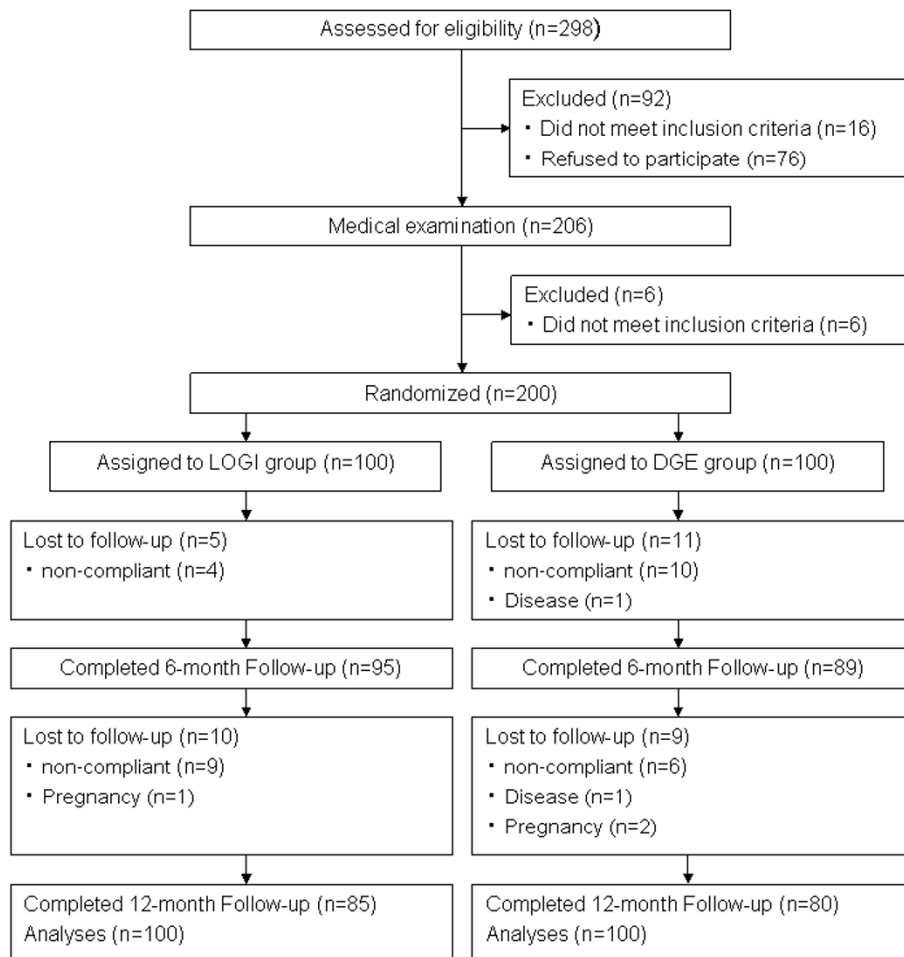 Assessed for eligibility (n=298)
Excluded (n=92)
・Did not meet inclusion criteria (n=16)
・Refused to participate (n=76)
Medical examination (n=206)
Excluded (n=6)
・Did not meet inclusion criteria (n=6)
Randomized (n=200)
Assigned to LOGI group (n=100)
Assigned to DGE group (n=100)
Lost to follow-up (n=5)
・non-compliant (n=4)
Lost to follow-up (n=11)
・non-compliant (n=10)
・Disease (n=1)
Completed 6-month Follow-up (n=95)
Completed 6-month Follow-up (n=89)
Lost to follow-up (n=10)
・non-compliant (n=9)
・Pregnancy (n=1)
Lost to follow-up (n=9)
・non-compliant (n=6)
・Disease (n=1)
・Pregnancy (n=2)
Completed 12-month Follow-up (n=85)
Analyses (n=100)
Completed 12-month Follow-up (n=80)
Analyses (n=100)